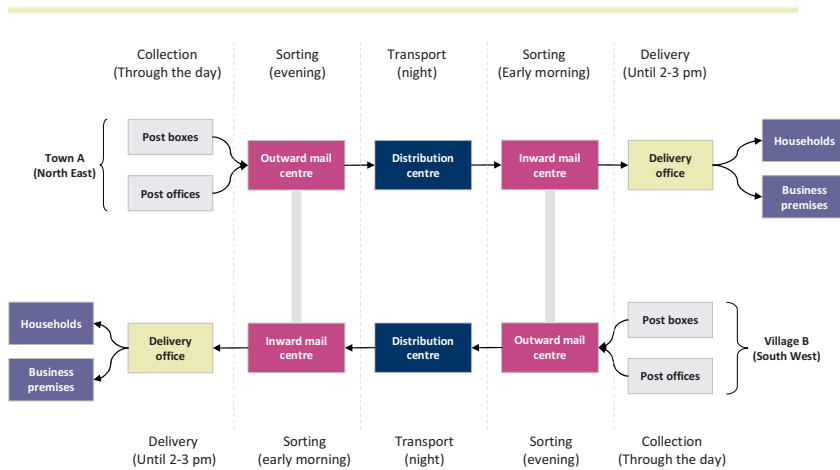 Collection
(Through the day)
Sorting
(evening)
Transport
(night)
Sorting
(Early morning)
Delivery
(Until 2-3 pm)
Town A
(North East)
Post boxes
Post offices
Outward mail
centre
Distribution
centre
Inward mail
centre
Delivery
office
Households
Business
premises
Households
Business
premises
Delivery
office
Inward mail
centre
Distribution
centre
Outward mail
centre
Post boxes
Post offices
Village B
(South West)
Delivery
(Until 2-3 pm)
Sorting
(early morning)
Transport
(night)
Sorting
(evening)
Collection
(Through the day)